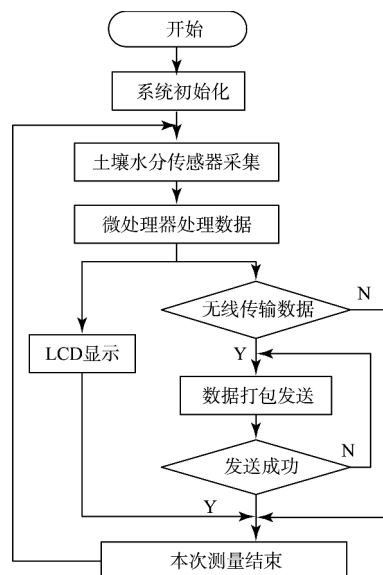 开始
系统初始化
土壤水分传感器采集
微处理器处理数据
无线传输数据
N
LCD显示
Y
数据打包发送
发送成功
N
Y
本次测量结束